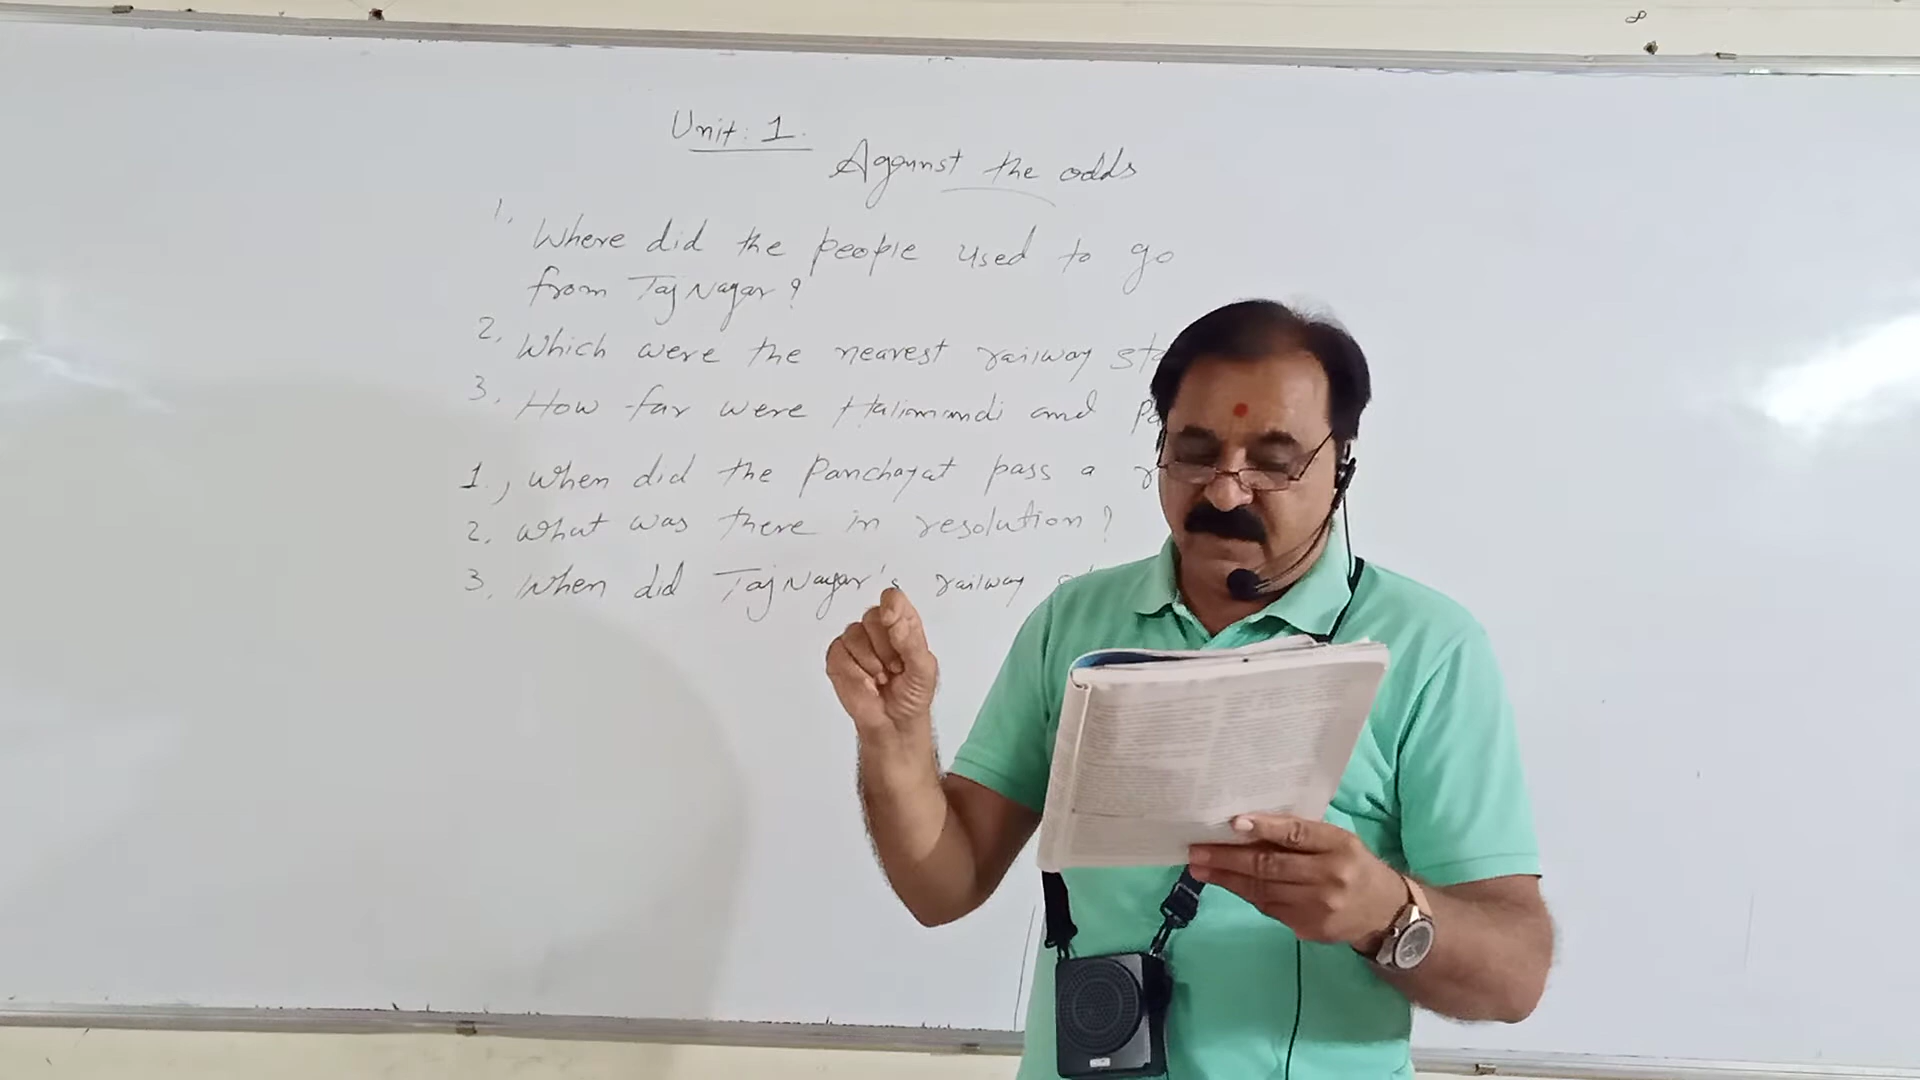 Unit: 1.
Against the odds
1. Where did the people used to go
from Taj Nagar?
2. Which were the nearest railway
3. How far were Halimandi and
1., When did the Panchayat pass a
2. What was there in resolution?
3. When did Taj Nagar's railway